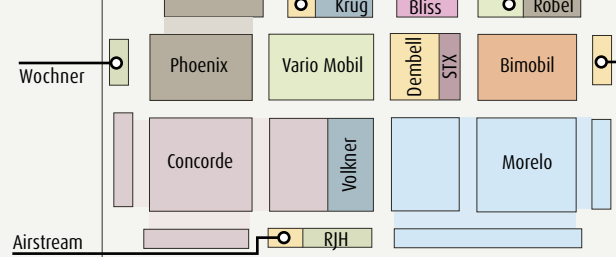 Krug
Bliss
Robel
Wochner
Phoenix
Vario Mobil
Dembell
STX
Bimobil
Concorde
Volkner
Morelo
Airstream
RJH